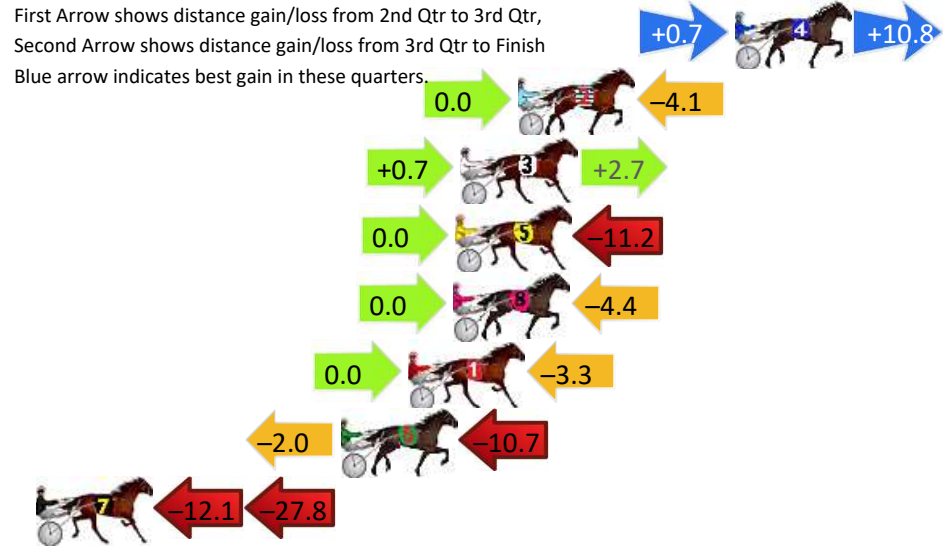 First Arrow shows distance gain/loss from 2nd Qtr to 3rd Qtr,
Second Arrow shows distance gain/loss from 3rd Qtr to Finish
Blue arrow indicates best gain in these quarters.
+0.7 4 +10.8
0.0 2 –4.1
+0.7 3 +2.7
0.0 5 –11.2
0.0 8 –4.4
0.0 1 –3.3
–2.0 6 –10.7
7 –12.1 –27.8